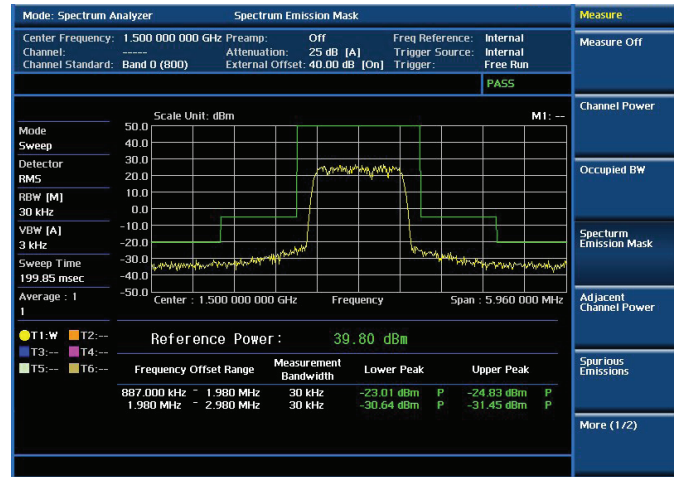 Mode: Spectrum Analyzer Spectrum Emission Mask Measure
Center Frequency: 1.500 000 000 GHz Preamp: Off Freq Reference: Internal
Channel: ----- Attenuation: 25 dB [A] Trigger Source: Internal
Channel Standard: Band 0 (800) External Offset: 40.00 dB [On] Trigger: Free Run
PASS
Measure Off
Channel Power
Occupied BW
Specturm
Emission Mask
Adjacent
Channel Power
Spurious
Emissions
More (1/2)
Mode
Sweep
Detector
RMS
RBW [M]
30 kHz
VBW [A]
3 kHz
Sweep Time
199.85 msec
Average : 1
1
T1:W T2:--
T3:-- T4:--
T5:-- T6:--
Scale Unit: dBm M1: --
50.0
40.0
30.0
20.0
10.0
0.0
-10.0
-20.0
-30.0
-40.0
-50.0
Center : 1.500 000 000 GHz Frequency Span : 5.960 000 MHz
Reference Power: 39.80 dBm
Frequency Offset Range Measurement Bandwidth Lower Peak Upper Peak
887.000 kHz ~ 1.980 MHz 30 kHz -23.01 dBm P -24.83 dBm P
1.980 MHz ~ 2.980 MHz 30 kHz -30.64 dBm P -31.45 dBm P